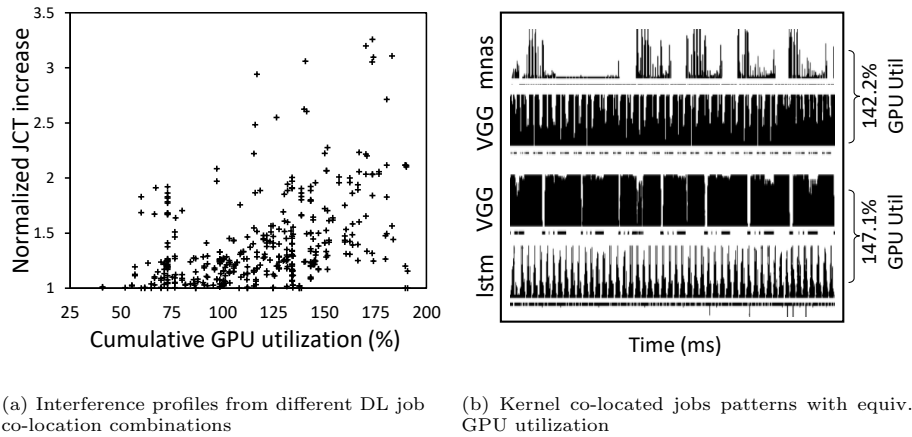 3.5
3
2.5
2
1.5
1
Normalized JCT increase
25
50
75
100
125
150
175
200
Cumulative GPU utilization (%)
mnas
VGG
VGG
lstm
142.2%
GPU Util
147.1%
GPU Util
Time (ms)
(a) Interference profiles from different DL job
co-location combinations
(b) Kernel co-located jobs patterns with equiv.
GPU utilization